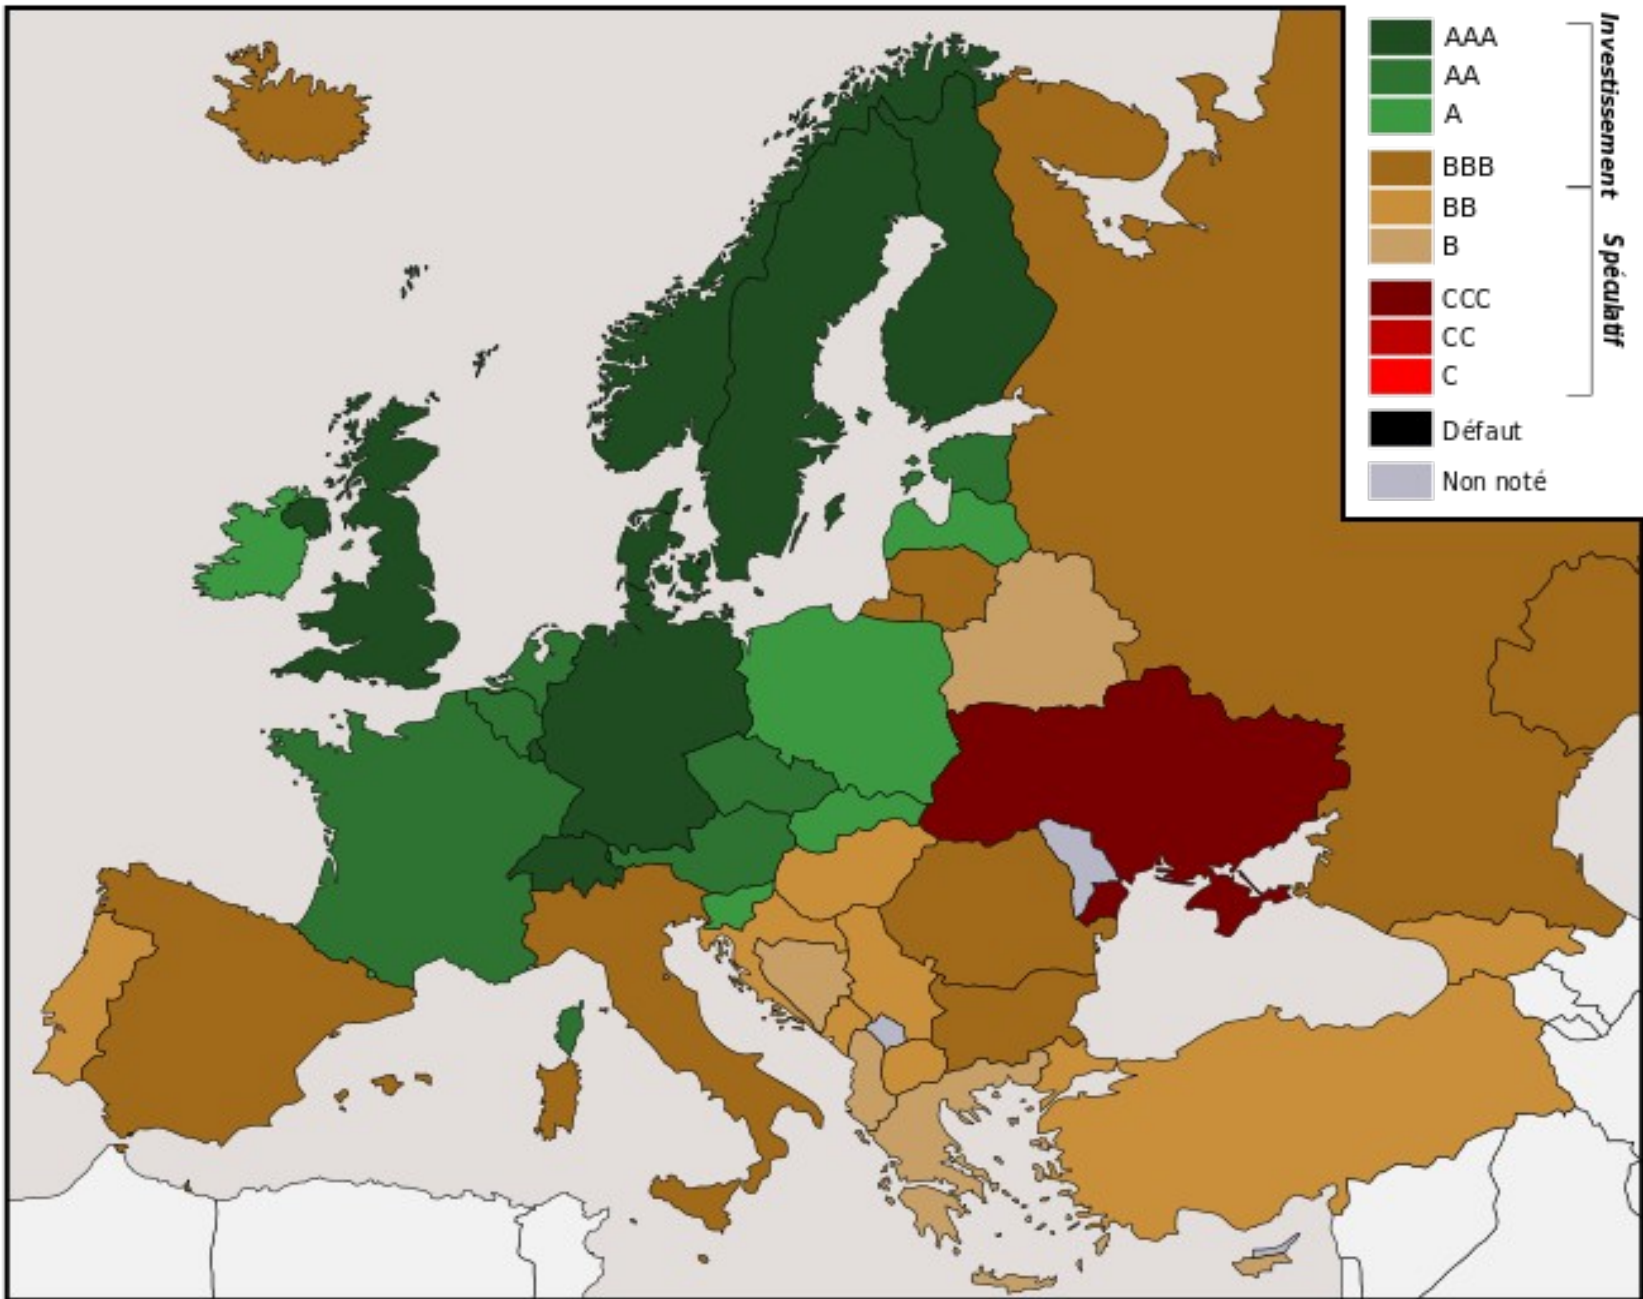 AAA
AA
A
BBB
BB
B
CCC
CC
C
Défaut
Non noté
Investissement
Spéculatif